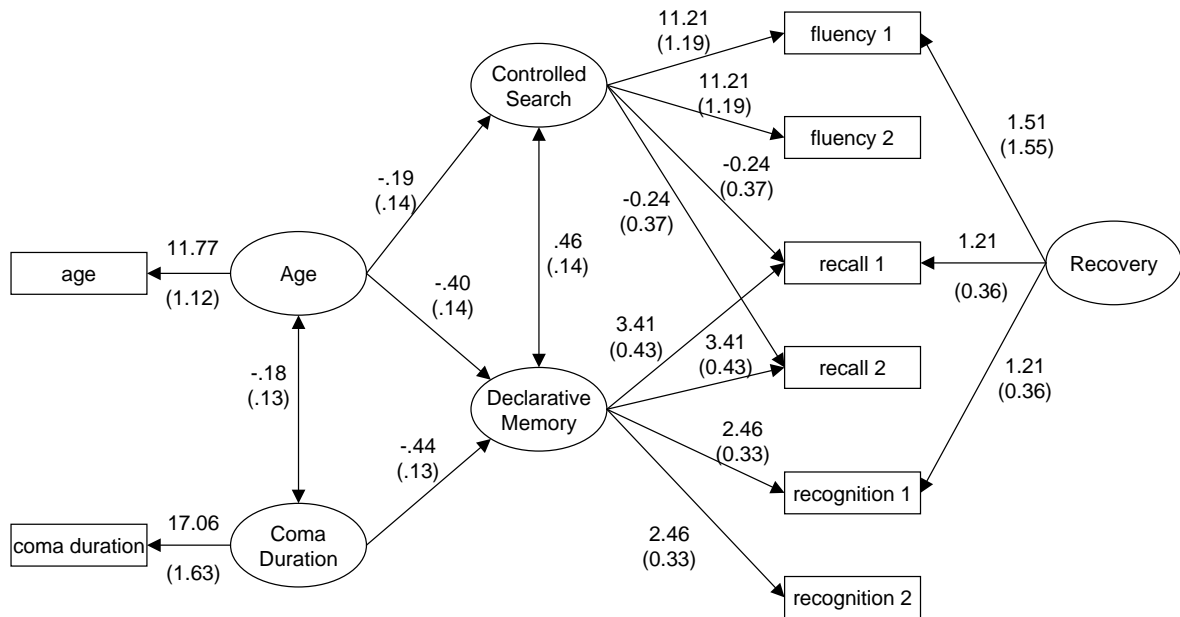 11.21
(1.19)
fluency 1
Controlled
Search
11.21
(1.19)
fluency 2
1.51
(1.55)
-.19
(.14)
-0.24
(0.37)
-0.24
(0.37)
11.77
age
(1.12)
Age
.46
(.14)
recall 1
1.21
(0.36)
Recovery
-.40
(.14)
3.41
(0.43)
3.41
(0.43)
recall 2
1.21
(0.36)
-.18
(.13)
Declarative
Memory
-.44
(.13)
2.46
(0.33)
recognition 1
17.06
coma duration
(1.63)
Coma
Duration
2.46
(0.33)
recognition 2